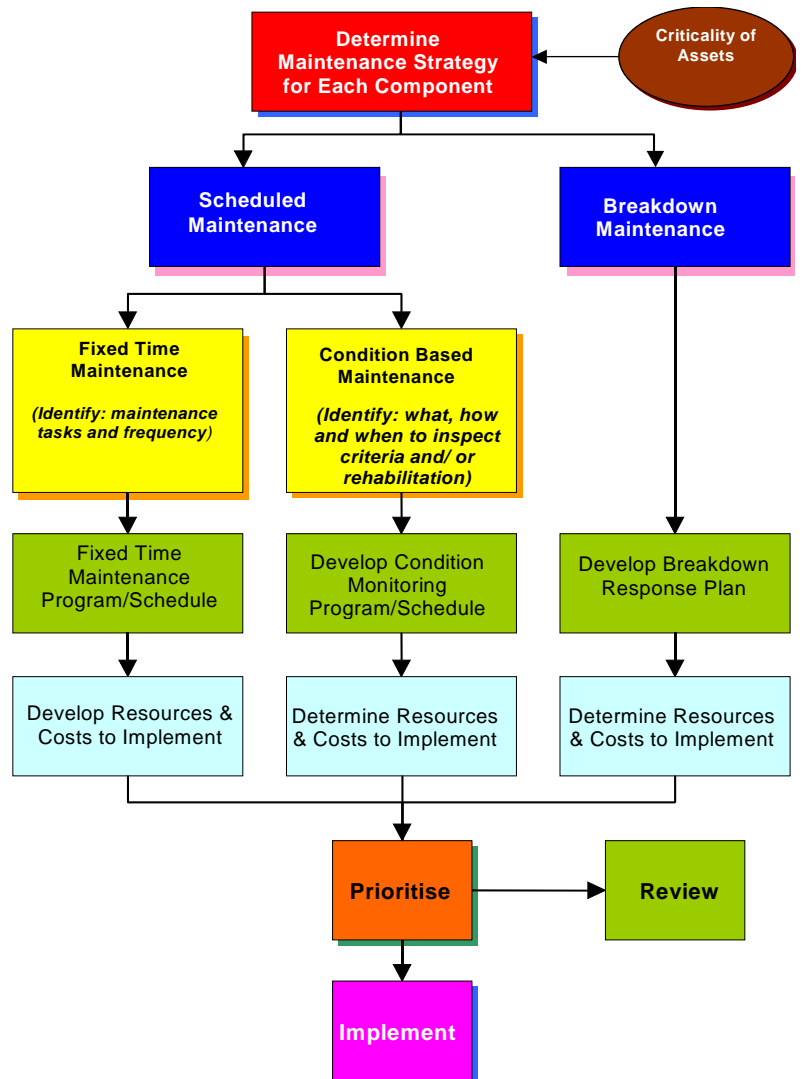 Determine
Maintenance Strategy
for Each Component
Criticality of
Assets
Scheduled
Maintenance
Breakdown
Maintenance
Fixed Time
Maintenance
(Identify: maintenance
tasks and frequency)
Condition Based
Maintenance
(Identify: what, how
and when to inspect
criteria and/ or
rehabilitation)
Fixed Time
Maintenance
Program/Schedule
Develop Condition
Monitoring
Program/Schedule
Develop Breakdown
Response Plan
Develop Resources &
Costs to Implement
Determine Resources
& Costs to Implement
Determine Resources
& Costs to Implement
Prioritise
Review
Implement